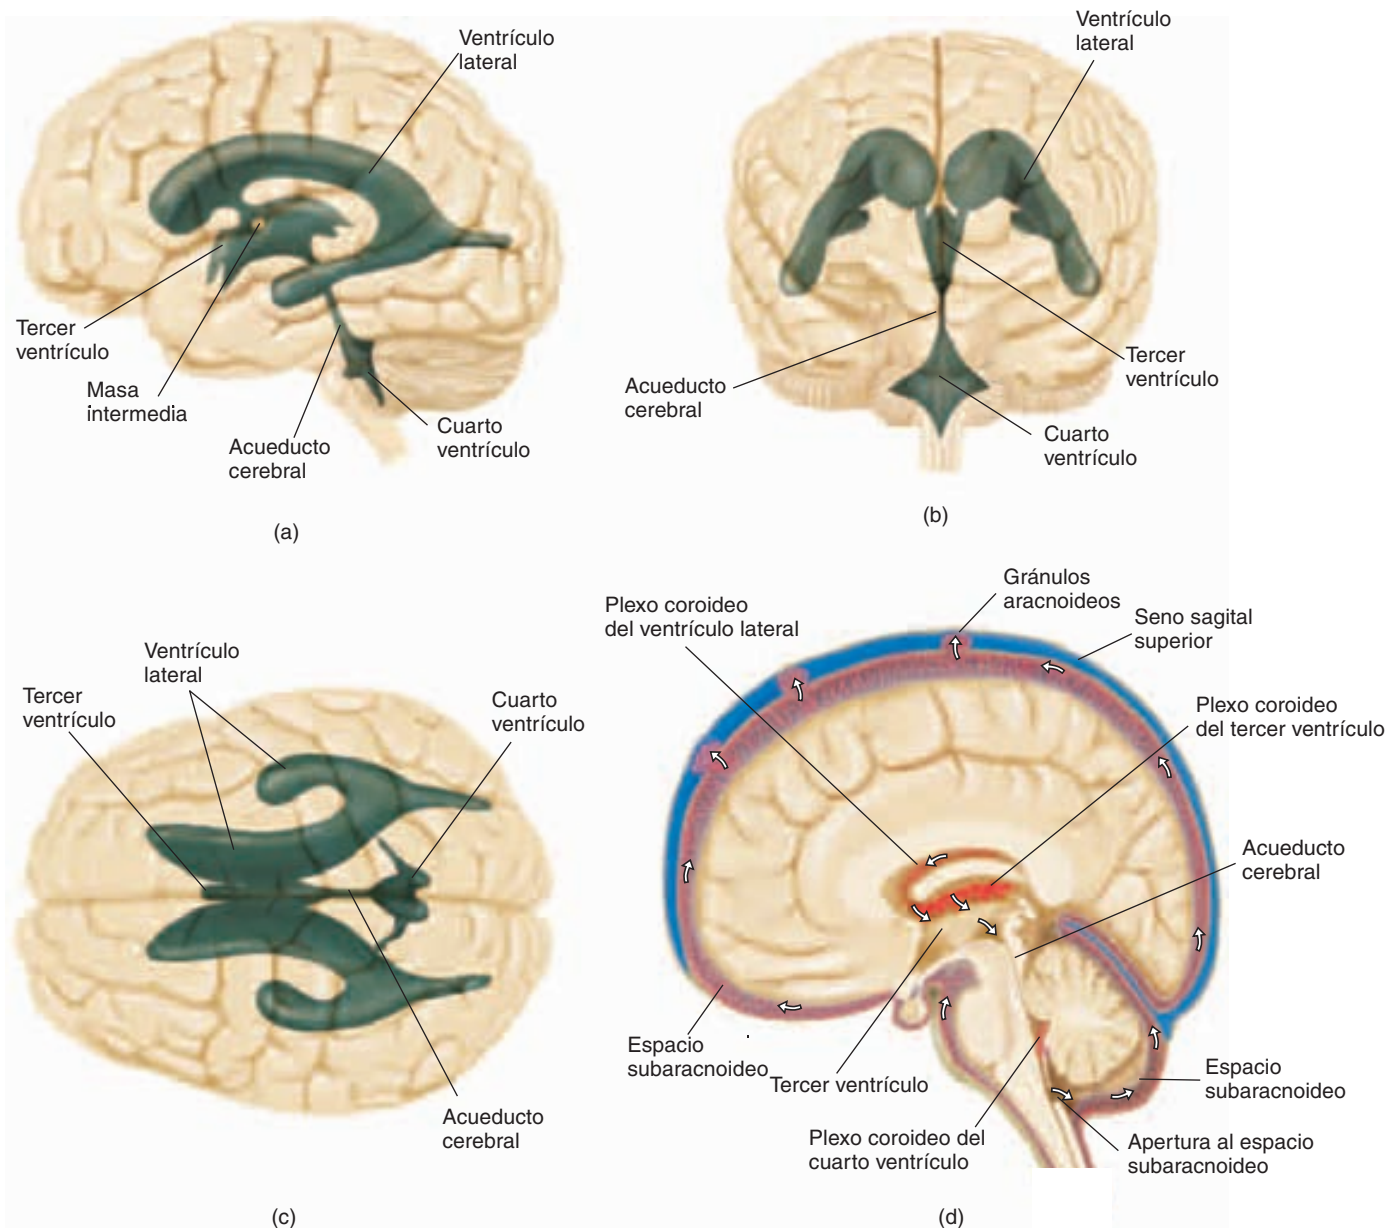 Ventrículo
lateral
Tercer
ventrículo
Masa
intermedia
Acueducto
cerebral
Cuarto
ventrículo
(a)
Ventrículo
lateral
Acueducto
cerebral
Tercer
ventrículo
Cuarto
ventrículo
(b)
Ventrículo
lateral
Tercer
ventrículo
Cuarto
ventrículo
Acueducto
cerebral
(c)
Gránulos
aracnoideos
Plexo coroideo
del ventrículo lateral
Seno sagital
superior
Plexo coroideo
del tercer ventrículo
Acueducto
cerebral
Espacio
subaracnoideo
Tercer ventrículo
Espacio
subaracnoideo
Plexo coroideo del
cuarto ventrículo
Apertura al espacio
subaracnoideo
(d)